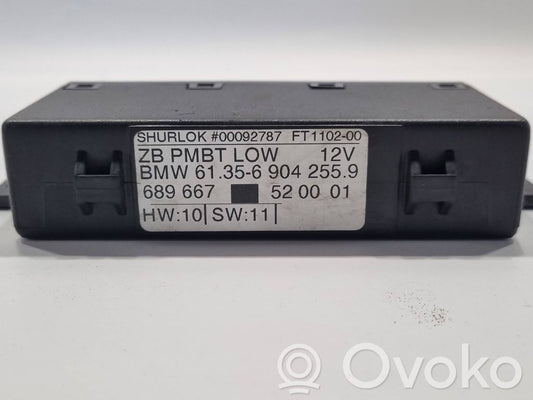 SHURLOK #00092787 FT1102-00
ZB PMBT LOW 12V
BMW 61.35-6 904 255.9
689 667 52 00 01
HW:10 SW:11
Ovoko